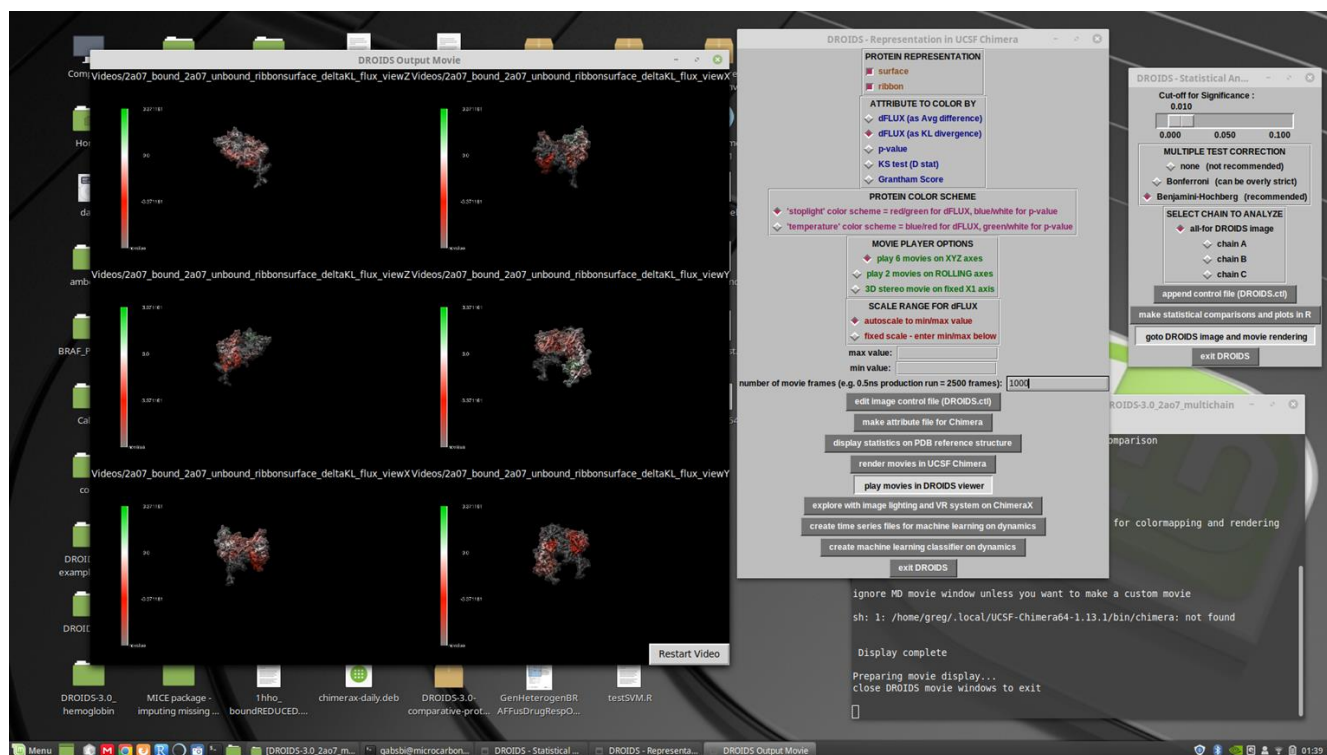 DROIDS Output Movie
Videos/2a07_bound_2a07_unbound_ribbonsurface_deltaKL_flux_viewZ
Videos/2a07_bound_2a07_unbound_ribbonsurface_deltaKL_flux_viewX
Videos/2a07_bound_2a07_unbound_ribbonsurface_deltaKL_flux_viewZ
Videos/2a07_bound_2a07_unbound_ribbonsurface_deltaKL_flux_viewY
Videos/2a07_bound_2a07_unbound_ribbonsurface_deltaKL_flux_viewX
Videos/2a07_bound_2a07_unbound_ribbonsurface_deltaKL_flux_viewY
Restart Video
DROIDS - Representation in UCSF Chimera
PROTEIN REPRESENTATION
surface
ribbon
ATTRIBUTE TO COLOR BY
dFLUX (as Avg difference)
dFLUX (as KL divergence)
p-value
KS test (D stat)
Grantham Score
PROTEIN COLOR SCHEME
'stoplight' color scheme = red/green for dFLUX, blue/white for p-value
'temperature' color scheme = blue/red for dFLUX, green/white for p-value
MOVIE PLAYER OPTIONS
play 6 movies on XYZ axes
play 2 movies on ROLLING axes
3D stereo movie on fixed X1 axis
SCALE RANGE FOR dFLUX
autoscale to min/max value
fixed scale - enter min/max below
max value:
min value:
number of movie frames (e.g. 0.5ns production run = 2500 frames): 1000
edit image control file (DROIDS.ctl)
make attribute file for Chimera
display statistics on PDB reference structure
render movies in UCSF Chimera
play movies in DROIDS viewer
explore with image lighting and VR system on ChimeraX
create time series files for machine learning on dynamics
create machine learning classifier on dynamics
exit DROIDS
DROIDS - Statistical An...
Cut-off for Significance :
0.010
0.000 0.050 0.100
MULTIPLE TEST CORRECTION
none (not recommended)
Bonferroni (can be overly strict)
Benjamini-Hochberg (recommended)
SELECT CHAIN TO ANALYZE
all-for DROIDS image
chain A
chain B
chain C
append control file (DROIDS.ctl)
make statistical comparisons and plots in R
goto DROIDS image and movie rendering
exit DROIDS
ROIDS-3.0_2ao7_multichain
omparison
for colormapping and rendering
ignore MD movie window unless you want to make a custom movie
sh: 1: /home/greg/.local/UCSF-Chimera64-1.13.1/bin/chimera: not found
Display complete
Preparing movie display...
close DROIDS movie windows to exit
DROIDS-3.0_
hemoglobin
MICE package -
imputing missing ...
1hho_
boundREDUCED....
chimerax-daily.deb
DROIDS-3.0-
comparative-prot...
GenHeterogenBR
AFFusDrugRespO...
testSVM.R
Menu
[DROIDS-3.0_2ao7_m...
gabsbi@microcarbon...
DROIDS - Statistical ...
DROIDS - Representa...
DROIDS Output Movie
01:39